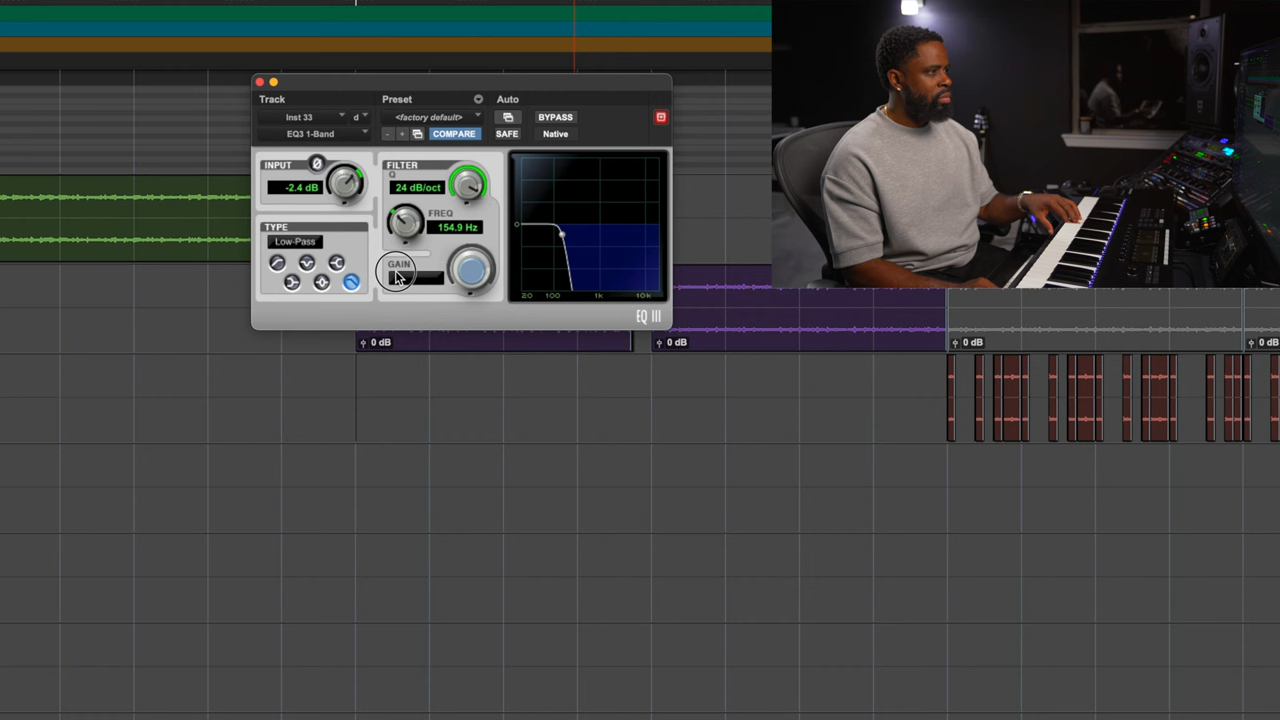 Track Preset Auto
Inst 33 d <factory default> BYPASS
EQ3 1-Band - + COMPARE SAFE Native
INPUT Ø
-2.4 dB
FILTER
Q
24 dB/oct
FREQ
154.9 Hz
TYPE
Low-Pass
GAIN
0
20 100 1k 10k
EQ III
0 dB 0 dB 0 dB 0 dB